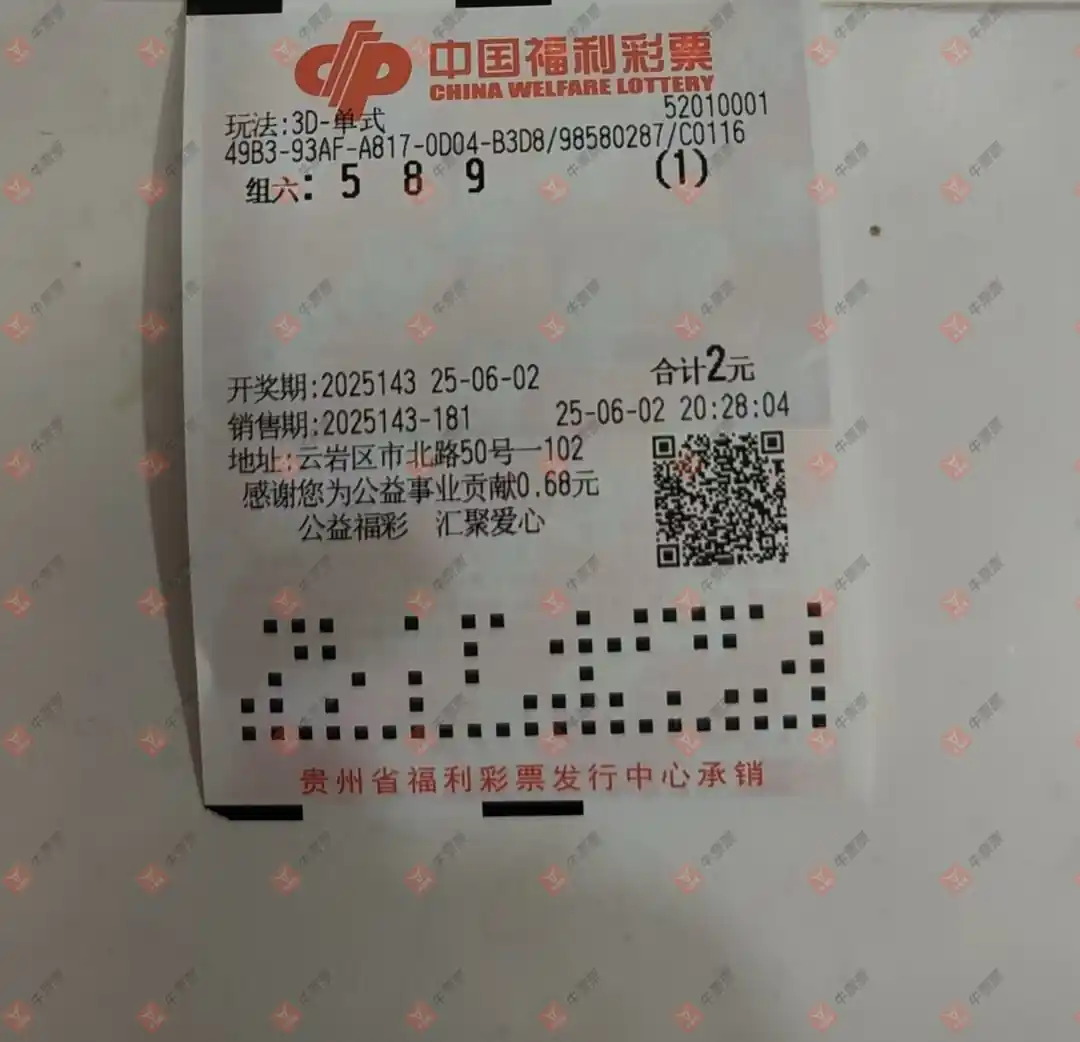 中国福利彩票
CHINA WELFARE LOTTERY
52010001
玩法:3D-单式
49B3-93AF-A817-0D04-B3D8/98580287/C0116
组六: 5 8 9 (1)
开奖期:2025143 25-06-02 合计2元
销售期:2025143-181 25-06-02 20:28:04
地址:云岩区市北路50号一102
感谢您为公益事业贡献0.68元
公益福彩 汇聚爱心
贵州省福利彩票发行中心承销